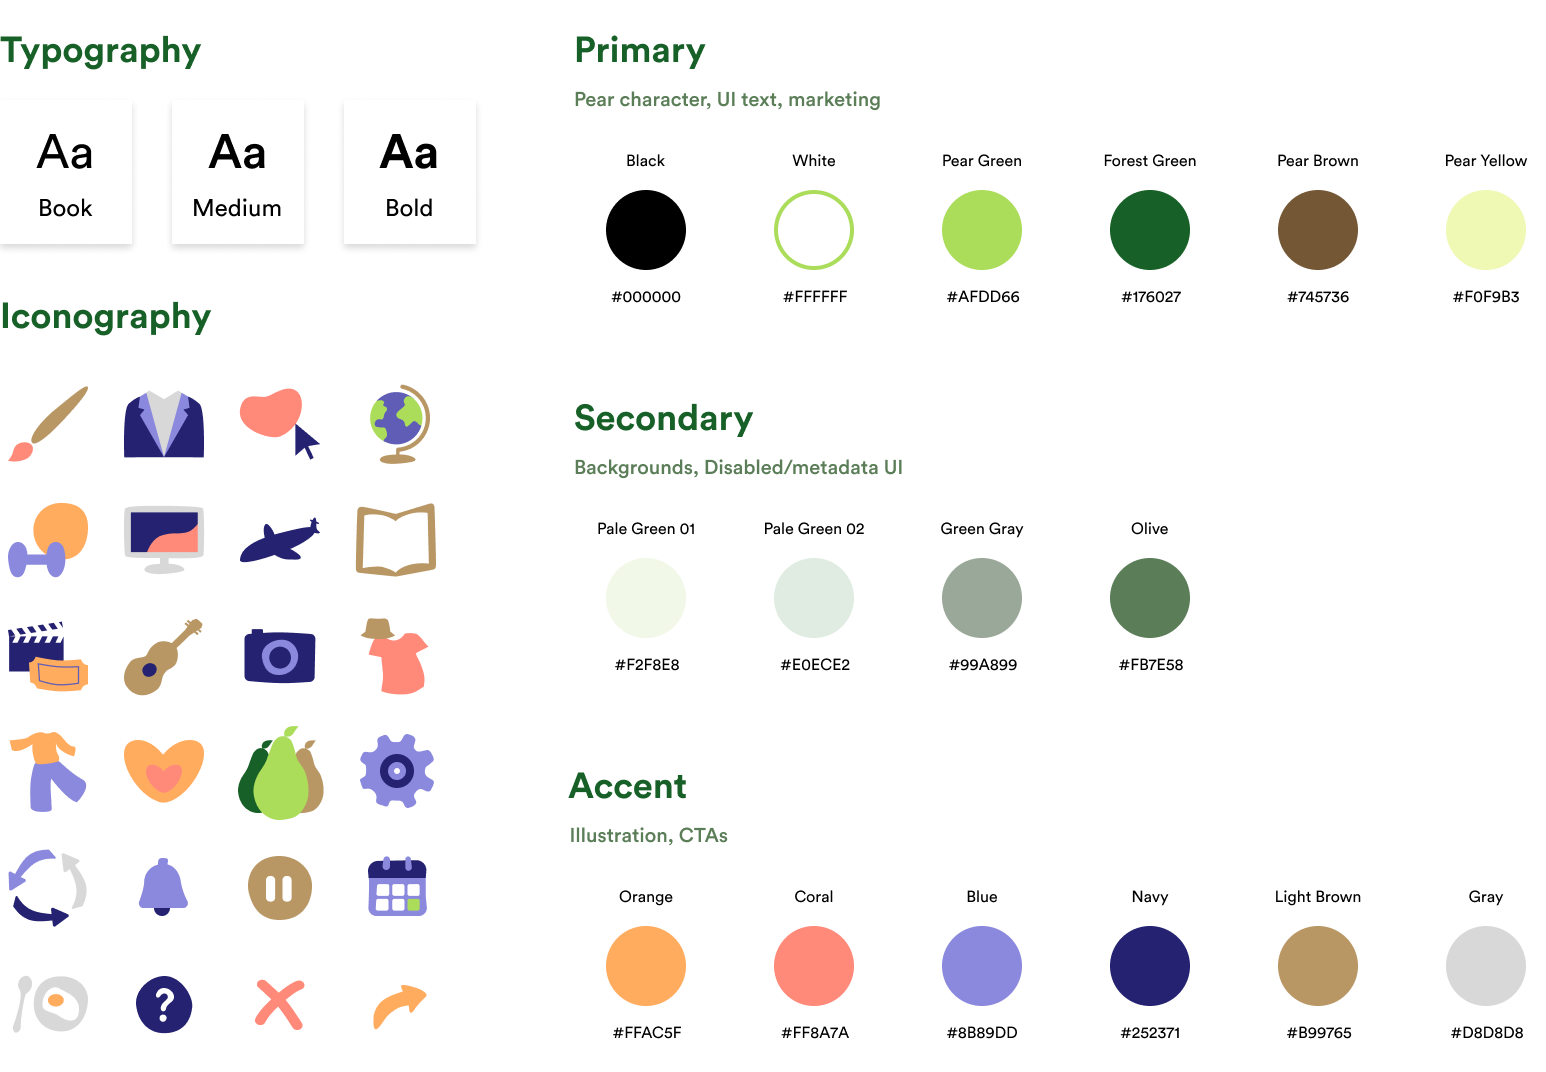 Typography
Aa
Book
Aa
Medium
Aa
Bold
Iconography
?
Primary
Pear character, UI text, marketing
Black
White
Pear Green
Forest Green
Pear Brown
Pear Yellow
#000000
#FFFFFF
#AFDD66
#176027
#745736
#F0F9B3
Secondary
Backgrounds, Disabled/metadata UI
Pale Green 01
Pale Green 02
Green Gray
Olive
#F2F8E8
#E0ECE2
#99A899
#FB7E58
Accent
Illustration, CTAs
Orange
Coral
Blue
Navy
Light Brown
Gray
#FFAC5F
#FF8A7A
#8B89DD
#252371
#B99765
#D8D8D8